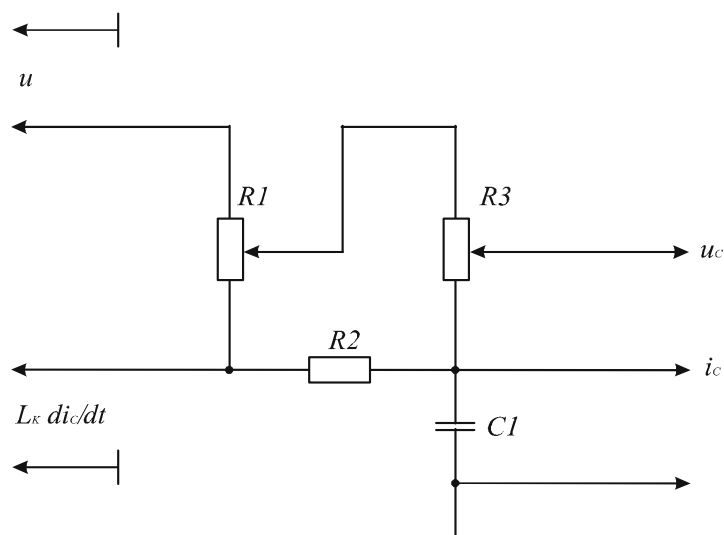 u
R1
R3
u_C
R2
i_C
L_K di_C/dt
C1